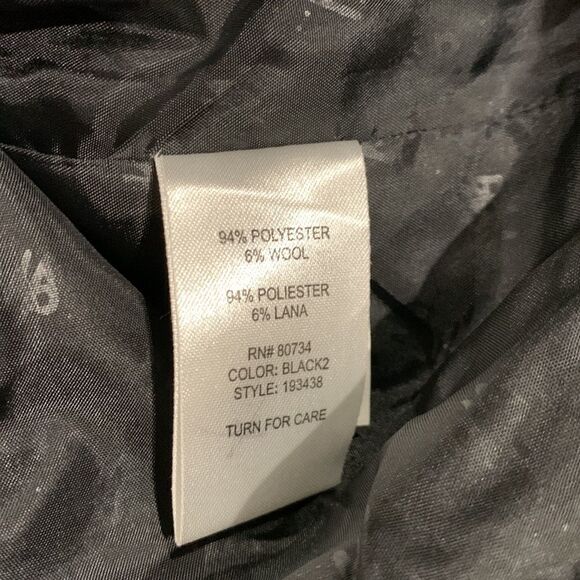 94% POLYESTER
6% WOOL
94% POLIESTER
6% LANA
RN# 80734
COLOR: BLACK2
STYLE: 193438
TURN FOR CARE